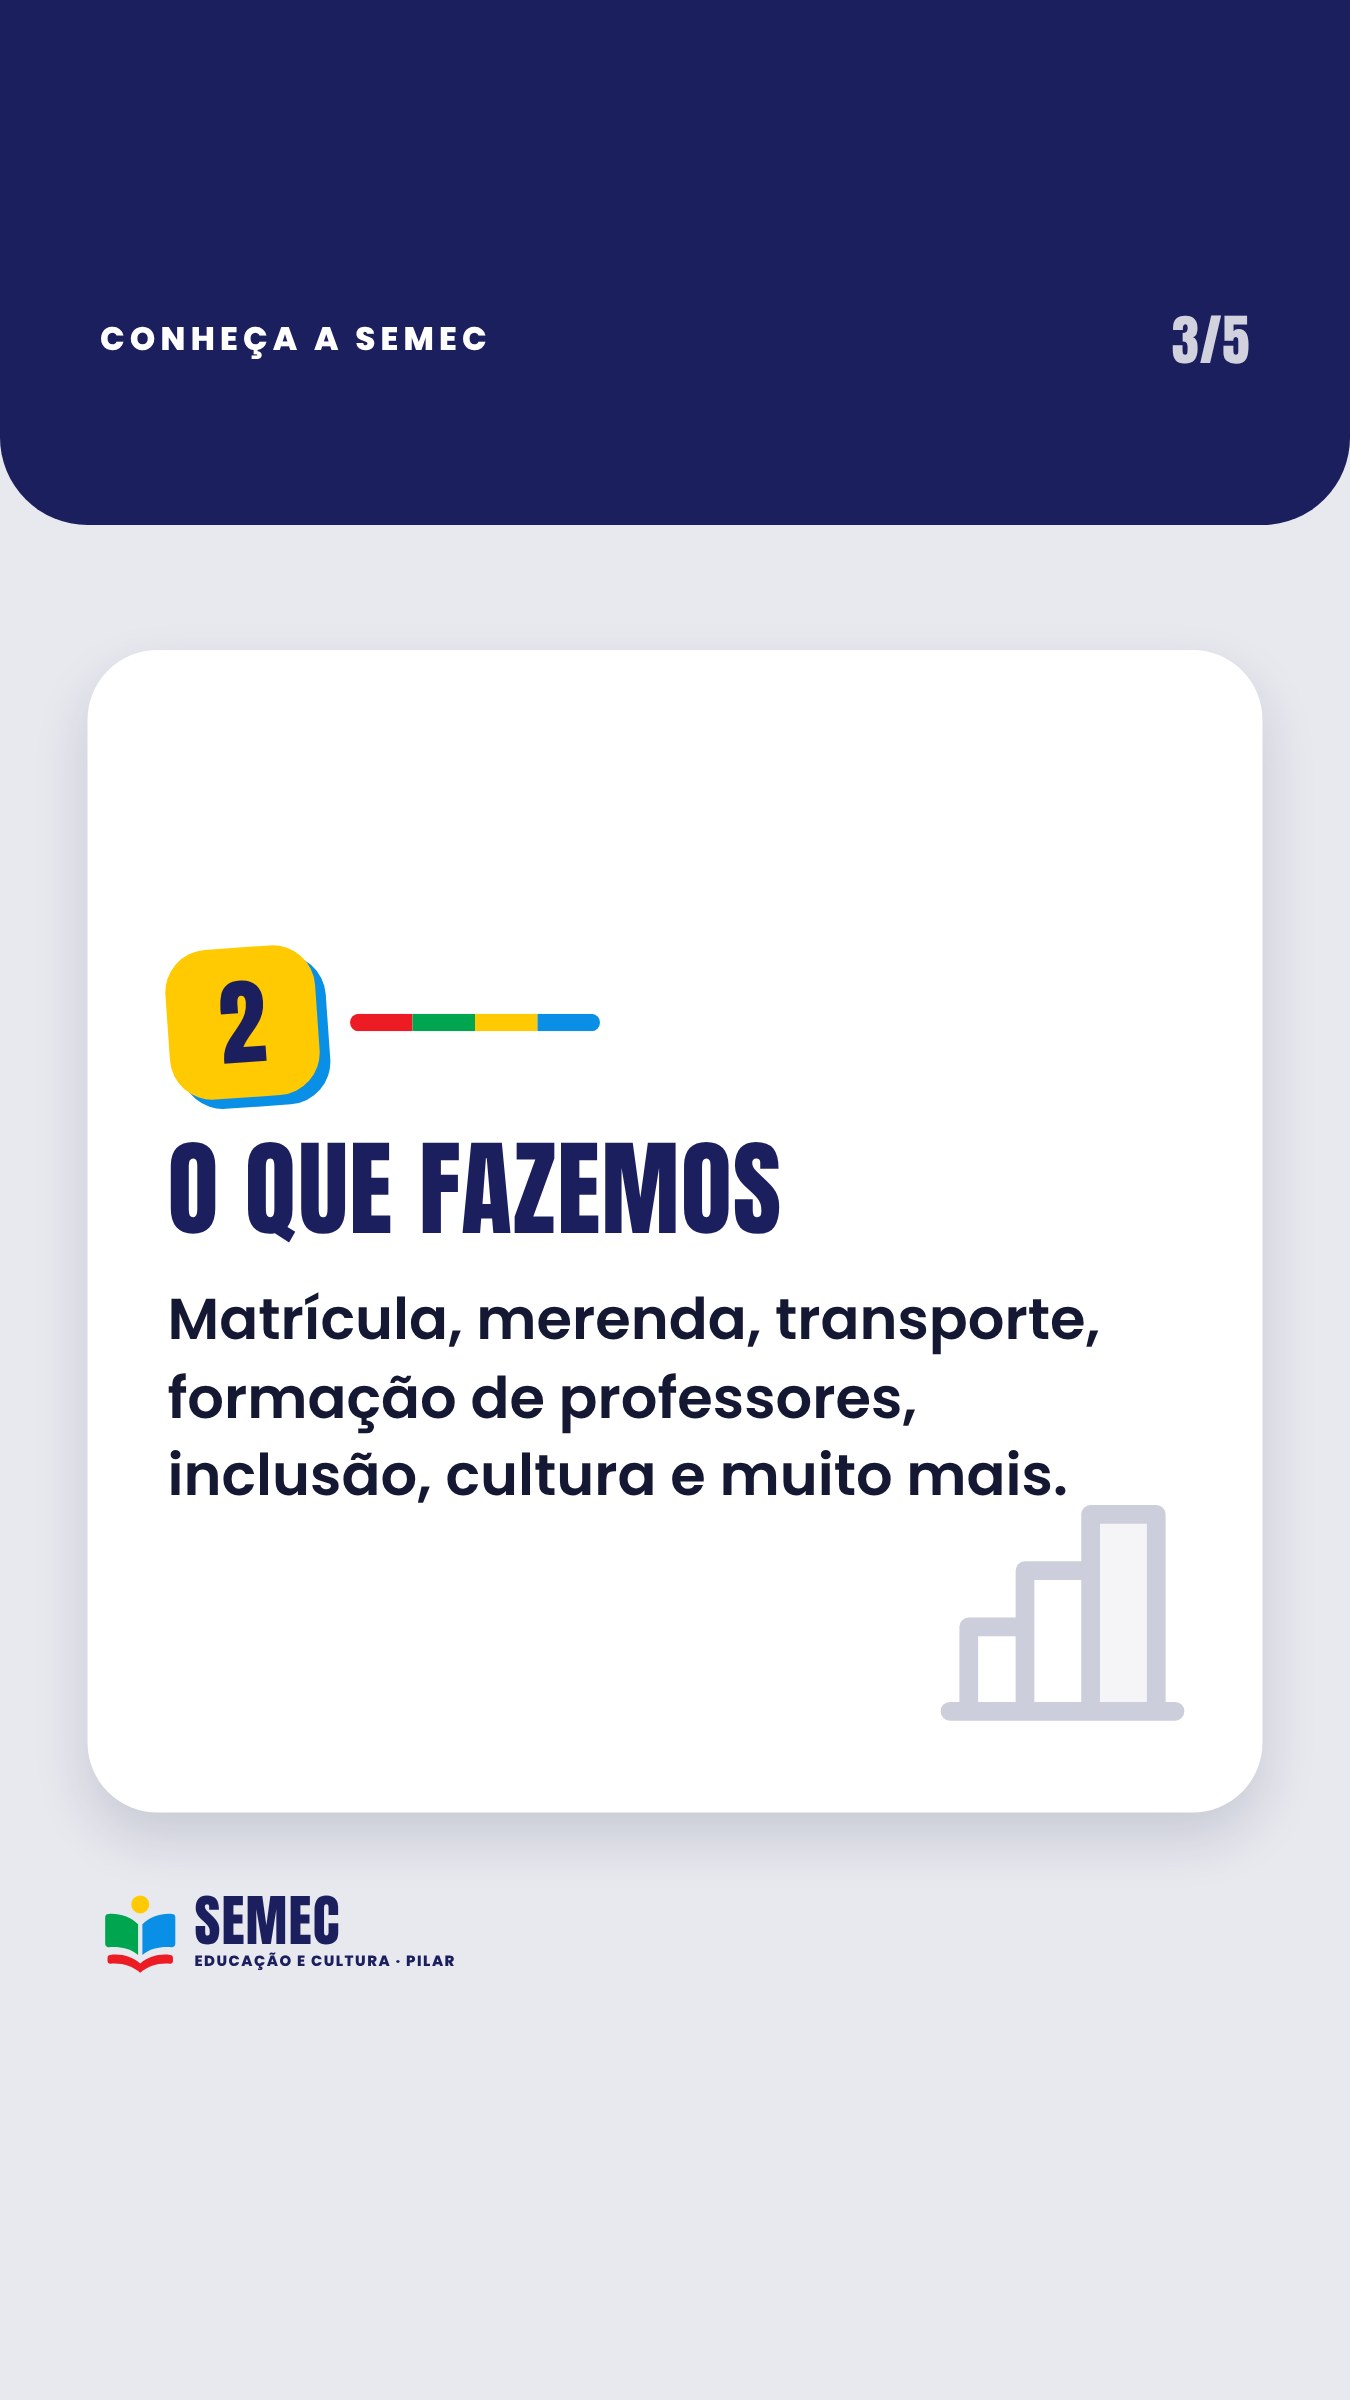 CONHEÇA A SEMEC
3/5
2
O QUE FAZEMOS
Matrícula, merenda, transporte,
formação de professores,
inclusão, cultura e muito mais.
SEMEC
EDUCAÇÃO E CULTURA · PILAR